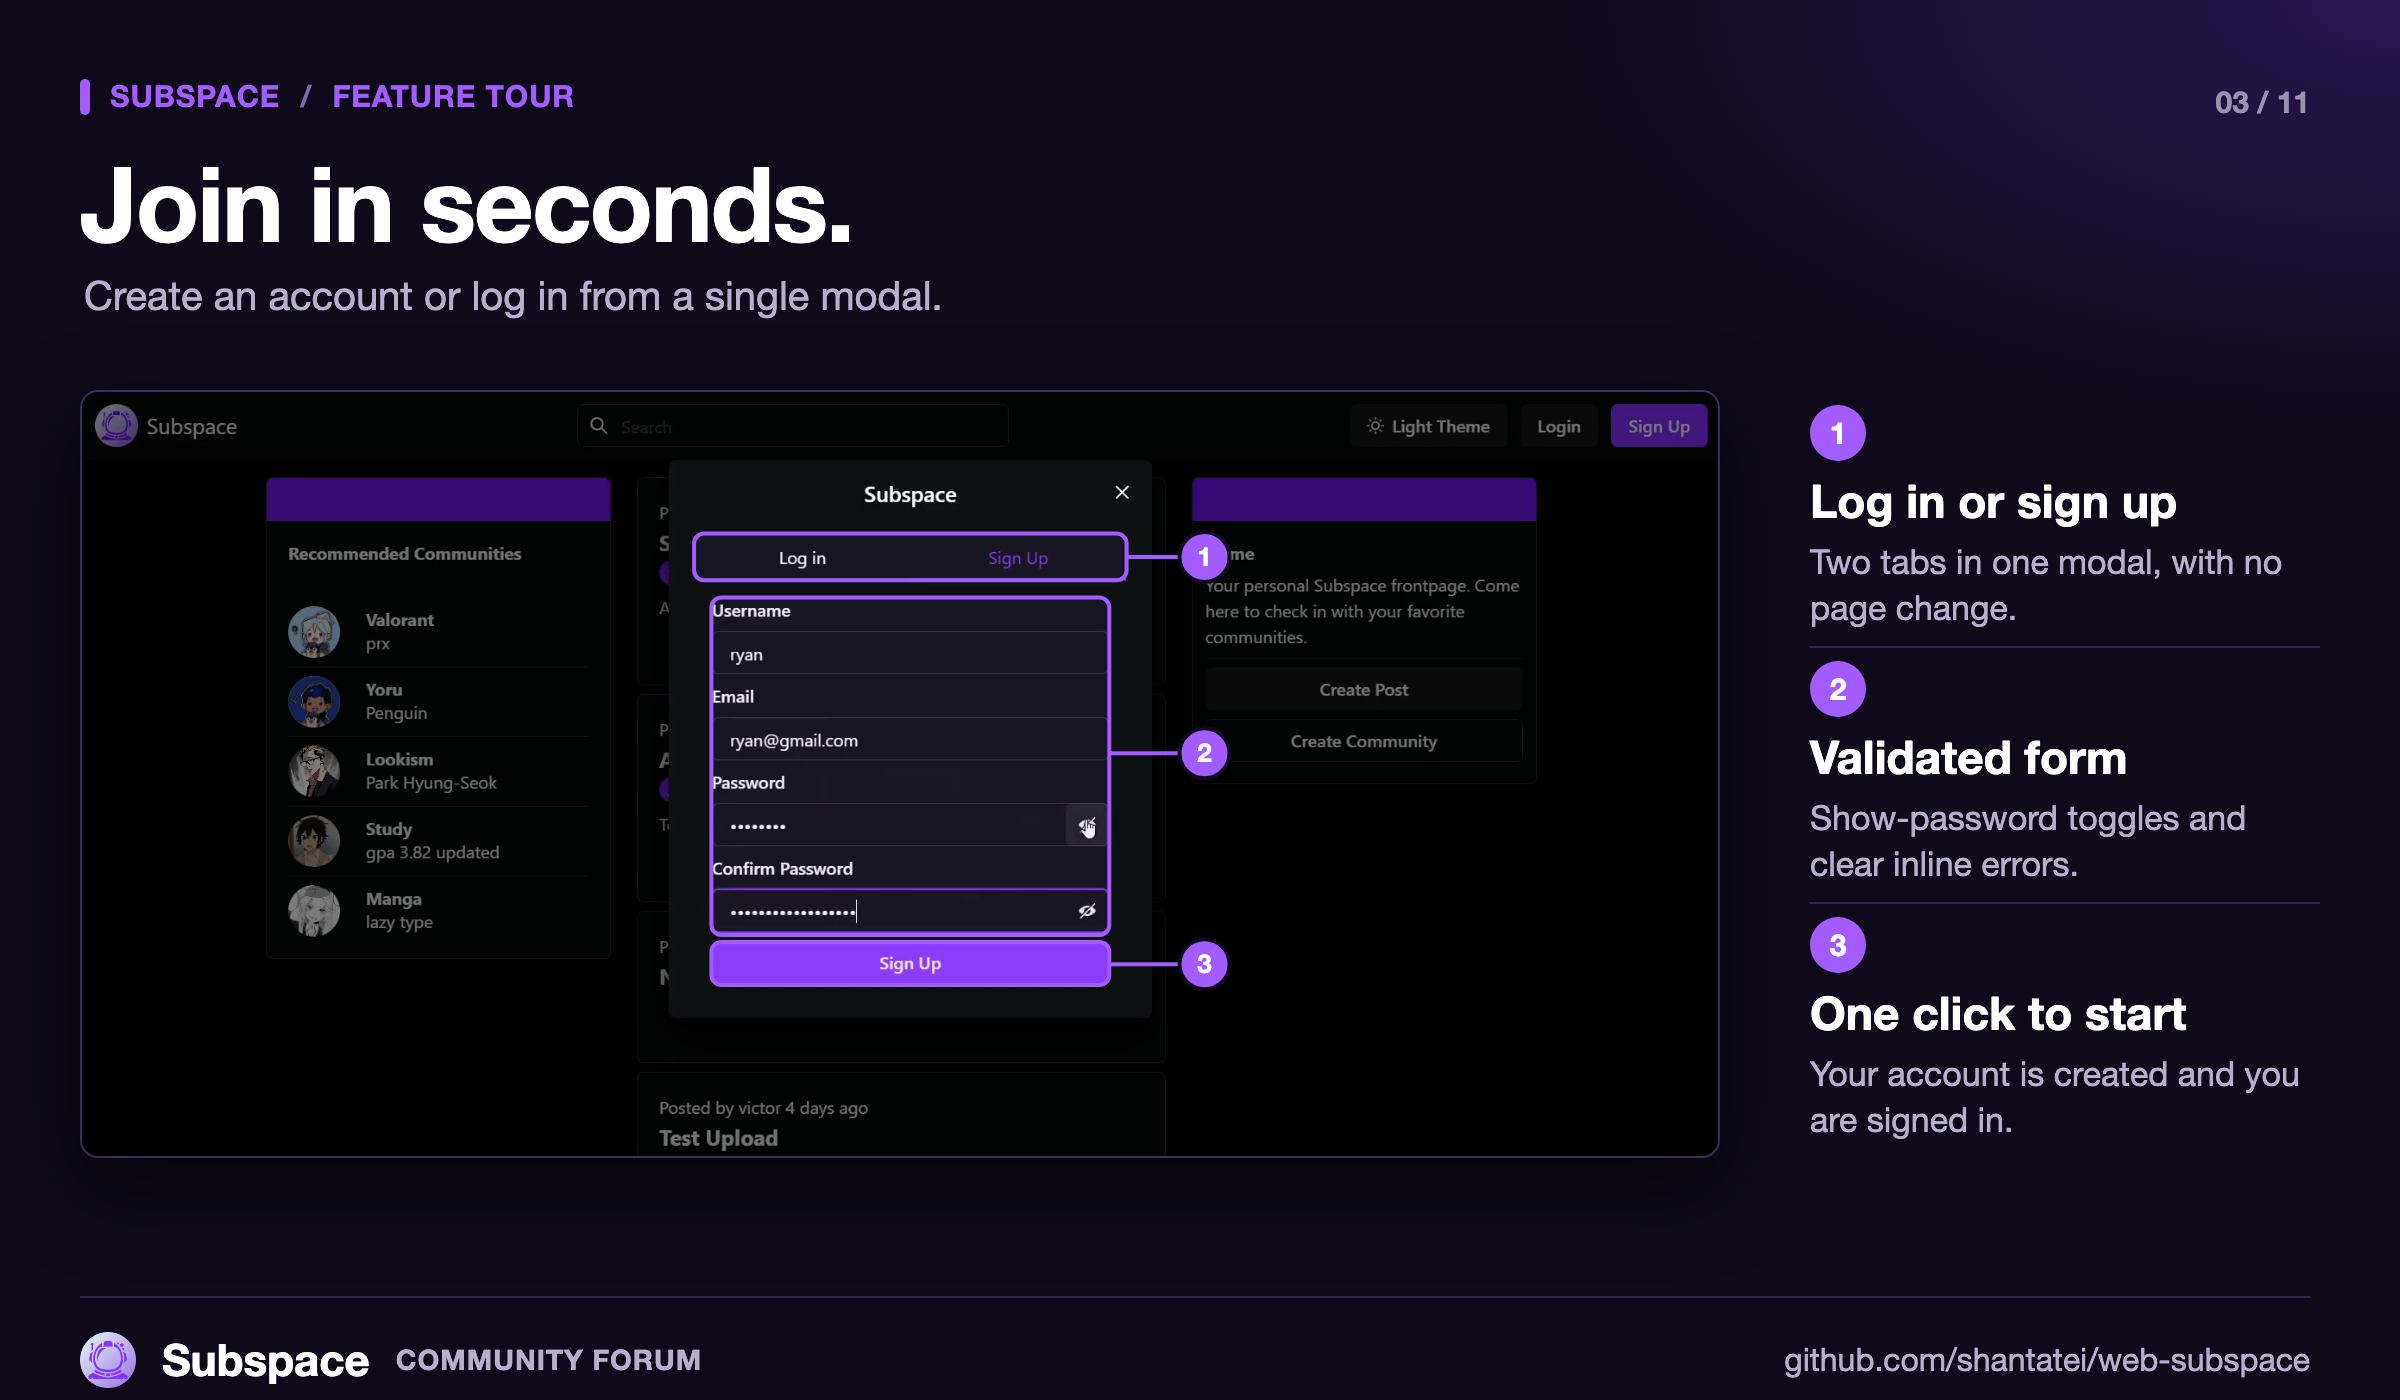 SUBSPACE / FEATURE TOUR
03 / 11
Join in seconds.
Create an account or log in from a single modal.
Subspace
Search
Light Theme
Login
Sign Up
Recommended Communities
Valorant
prx
Yoru
Penguin
Lookism
Park Hyung-Seok
Study
gpa 3.82 updated
Manga
lazy type
Subspace
Log in
Sign Up
Username
ryan
Email
ryan@gmail.com
Password
••••••••
Confirm Password
••••••••••••••••••
Sign Up
1
2
3
Your personal Subspace frontpage. Come
here to check in with your favorite
communities.
Create Post
Create Community
Posted by victor 4 days ago
Test Upload
1
Log in or sign up
Two tabs in one modal, with no
page change.
2
Validated form
Show-password toggles and
clear inline errors.
3
One click to start
Your account is created and you
are signed in.
Subspace COMMUNITY FORUM
github.com/shantatei/web-subspace